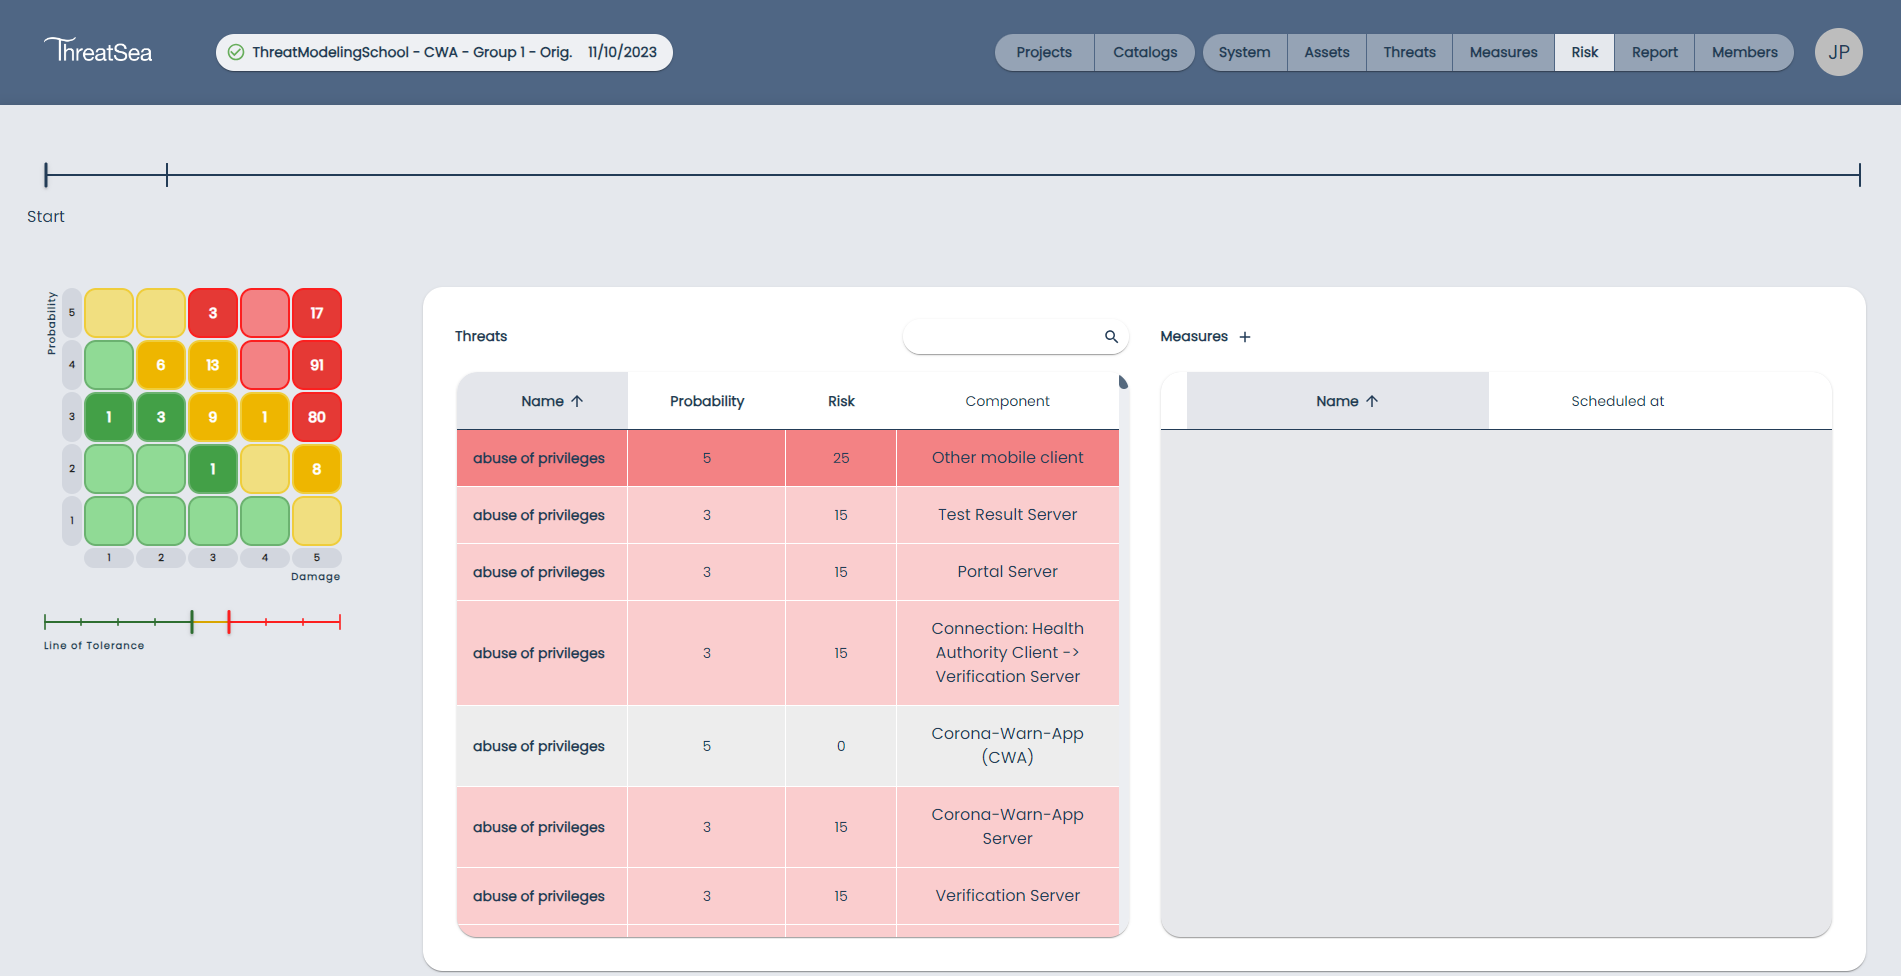 ThreatSea
ThreatModelingSchool - CWA - Group 1 - Orig. 11/10/2023
Projects Catalogs System Assets Threats Measures Risk Report Members
JP
Start
Probability
5 3 17
4 6 13 91
3 1 3 9 1 80
2 1 8
1
1 2 3 4 5
Damage
Line of Tolerance
Threats
Name Probability Risk Component
abuse of privileges 5 25 Other mobile client
abuse of privileges 3 15 Test Result Server
abuse of privileges 3 15 Portal Server
abuse of privileges 3 15 Connection: Health
Authority Client ->
Verification Server
abuse of privileges 5 0 Corona-Warn-App
(CWA)
abuse of privileges 3 15 Corona-Warn-App
Server
abuse of privileges 3 15 Verification Server
Measures +
Name Scheduled at